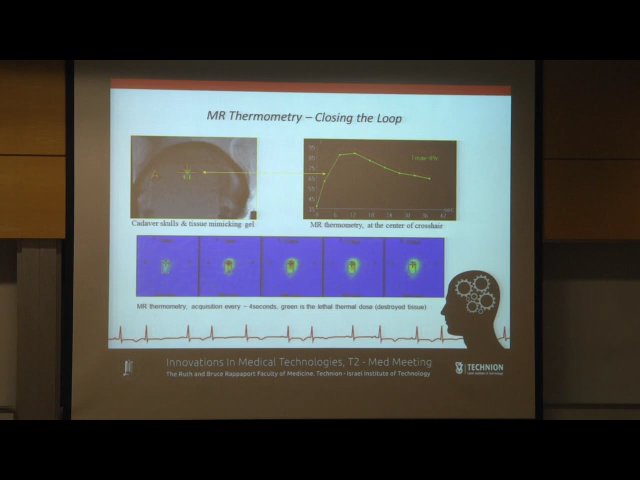 MR Thermometry – Closing the Loop
Cadaver skulls & tissue mimicking gel
MR thermometry, at the center of crosshair
MR thermometry, acquisition every ~ 4seconds, green is the lethal thermal dose (destroyed tissue)
Innovations in Medical Technologies, T2 - Med Meeting
The Ruth and Bruce Rappaport Faculty of Medicine. Technion - Israel Institute of Technology
TECHNION